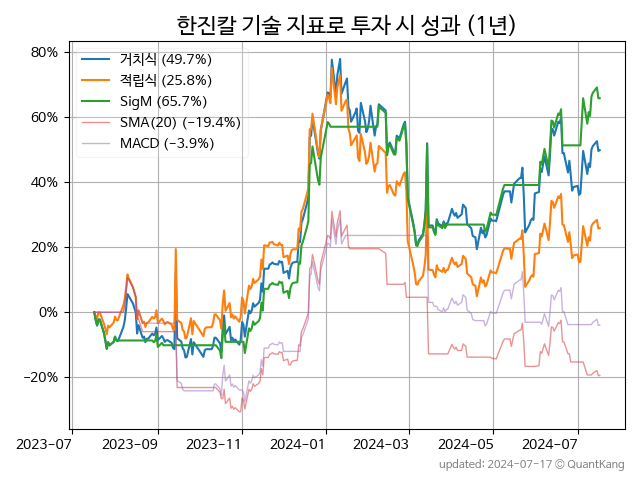 한진칼 기술 지표로 투자 시 성과 (1년)
80%
60%
40%
20%
0%
−20%
거치식 (49.7%)
적립식 (25.8%)
SigM (65.7%)
SMA(20) (−19.4%)
MACD (−3.9%)
2023-07
2023-09
2023-11
2024-01
2024-03
2024-05
2024-07
updated: 2024-07-17 © QuantKang